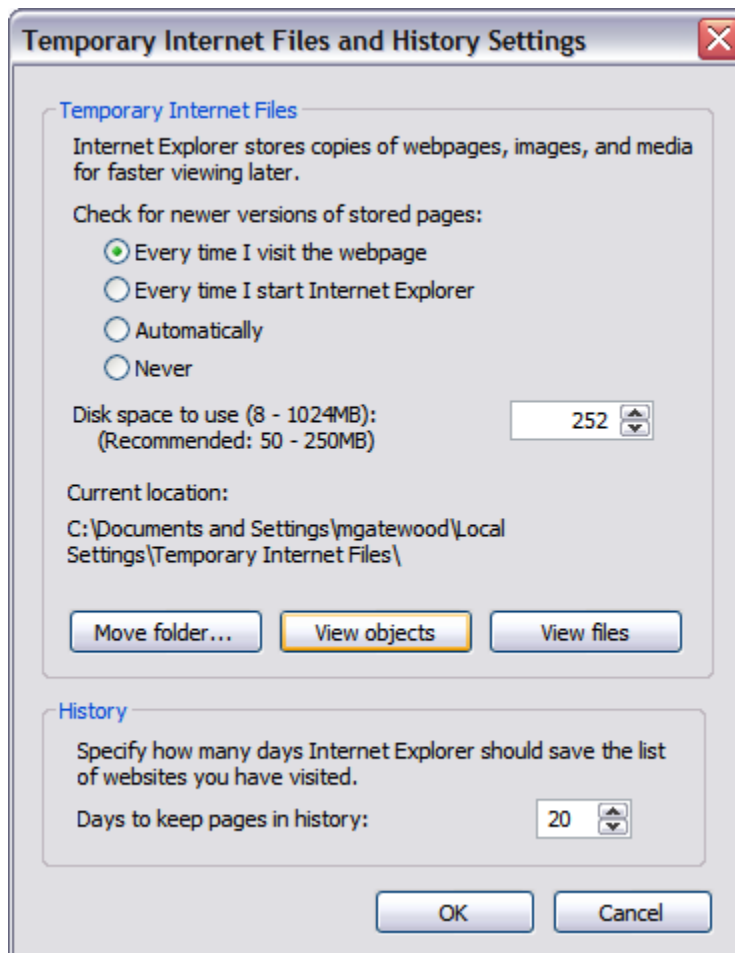 Temporary Internet Files and History Settings
Temporary Internet Files
Internet Explorer stores copies of webpages, images, and media
for faster viewing later.
Check for newer versions of stored pages:
Every time I visit the webpage
Every time I start Internet Explorer
Automatically
Never
Disk space to use (8 - 1024MB): 252
(Recommended: 50 - 250MB)
Current location:
C:\Documents and Settings\mgatewood\Local
Settings\Temporary Internet Files\
Move folder... View objects View files
History
Specify how many days Internet Explorer should save the list
of websites you have visited.
Days to keep pages in history: 20
OK Cancel